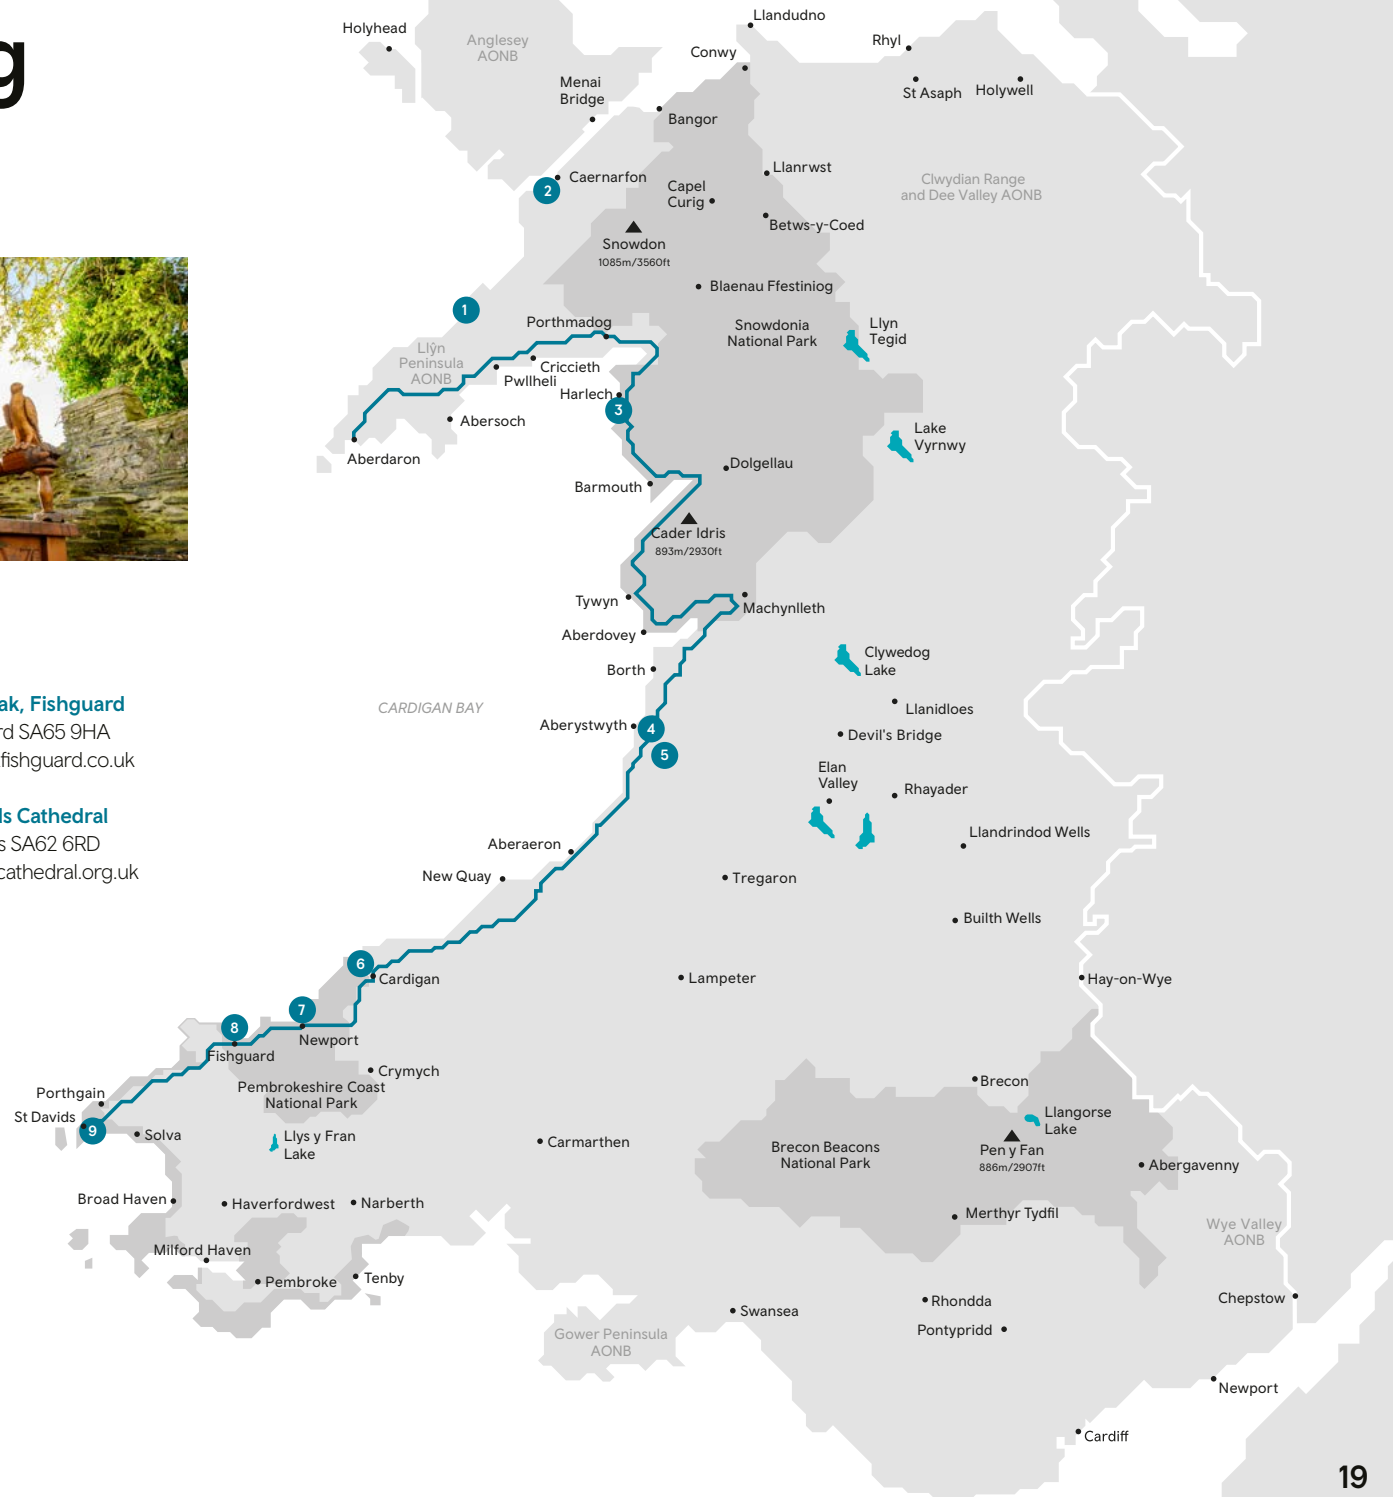 Llandudno
Holyhead
Anglesey
AONB
Rhyl
Conwy
Menai
Bridge
St Asaph
Holywell
Bangor
Llanrwst
Caernarfon
2
Capel
Curig
Clwydian Range
and Dee Valley AONB
Betws-y-Coed
Snowdon
1085m/3560ft
Blaenau Ffestiniog
1
Porthmadog
Snowdonia
National Park
Llyn
Tegid
Llŷn
Peninsula
AONB
Criccieth
Pwllheli
Harlech
3
Abersoch
Lake
Vyrnwy
Aberdaron
Dolgellau
Barmouth
Cader Idris
893m/2930ft
Tywyn
Machynlleth
Aberdovey
Clywedog
Lake
Borth
ak, Fishguard
rd SA65 9HA
fishguard.co.uk
CARDIGAN BAY
Llanidloes
Aberystwyth
4
5
Devil's Bridge
Elan
Valley
Rhayader
ds Cathedral
s SA62 6RD
cathedral.org.uk
Llandrindod Wells
Aberaeron
New Quay
Tregaron
Builth Wells
6
Cardigan
Lampeter
Hay-on-Wye
7
8
Newport
Fishguard
Crymych
Brecon
Pembrokeshire Coast
National Park
Porthgain
St Davids
9
Solva
Llys y Fran
Lake
Carmarthen
Llangorse
Lake
Brecon Beacons
National Park
Pen y Fan
886m/2907ft
Abergavenny
Broad Haven
Haverfordwest
Narberth
Merthyr Tydfil
Wye Valley
AONB
Milford Haven
Pembroke
Tenby
Chepstow
Swansea
Rhondda
Pontypridd
Gower Peninsula
AONB
Newport
Cardiff
19